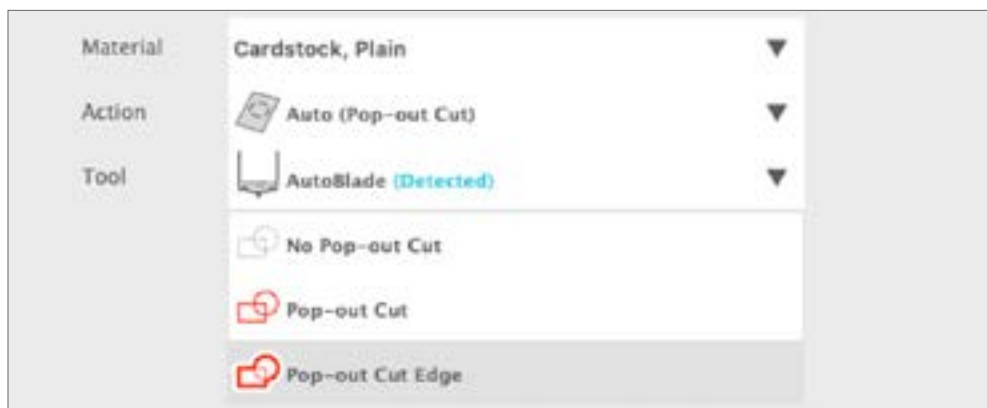 Material Cardstock, Plain
Action Auto (Pop-out Cut)
Tool AutoBlade (Detected)
No Pop-out Cut
Pop-out Cut
Pop-out Cut Edge